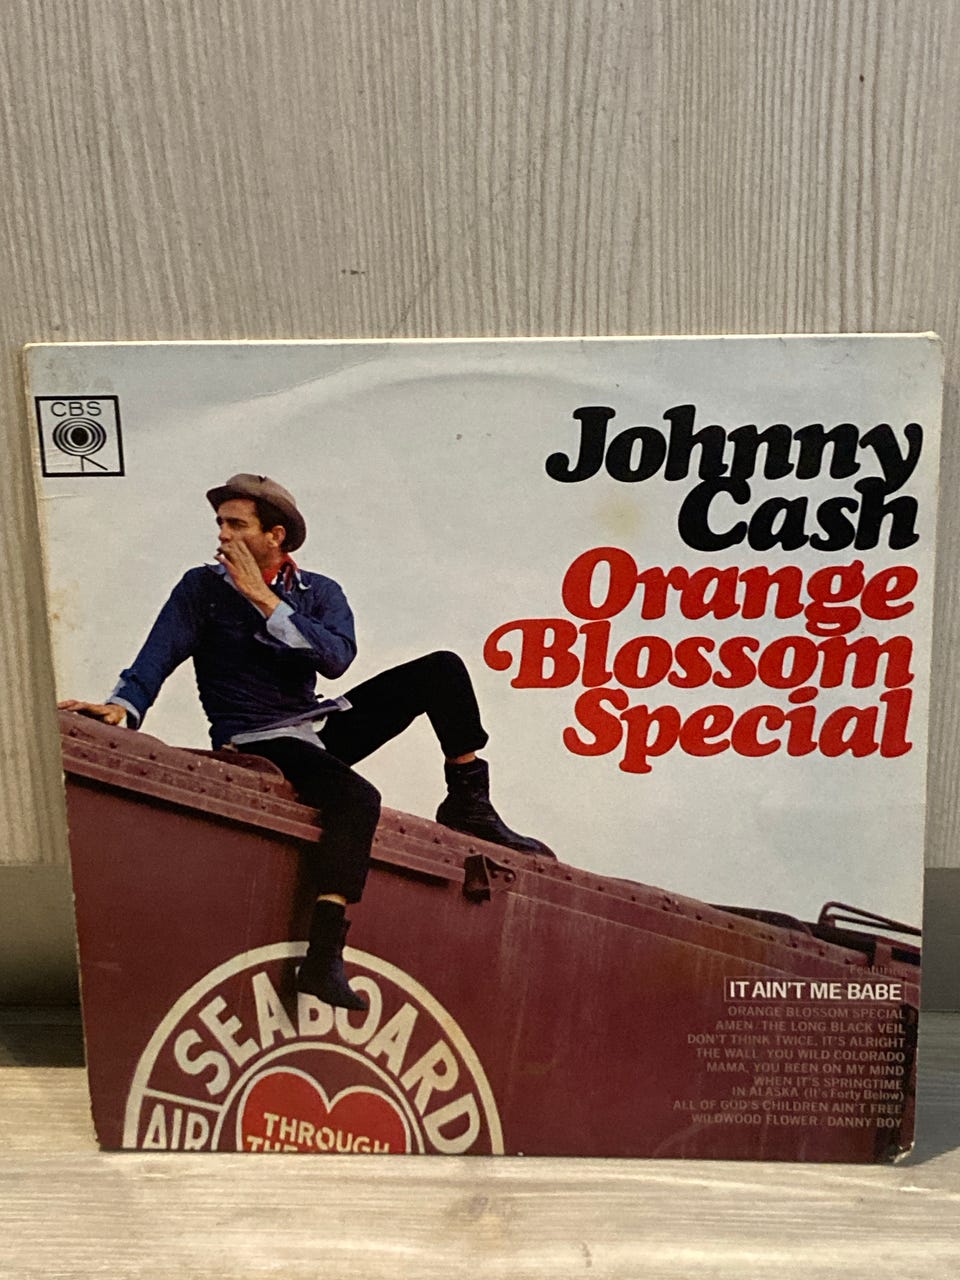 CBS
Johnny
Cash
Orange
Blossom
Special
Featuring
IT AIN'T ME BABE
ORANGE BLOSSOM SPECIAL
AMEN/THE LONG BLACK VEIL
DON'T THINK TWICE, IT'S ALRIGHT
THE WALL/YOU WILD COLORADO
MAMA, YOU BEEN ON MY MIND
WHEN IT'S SPRINGTIME
IN ALASKA (It's Forty Below)
ALL OF GOD'S CHILDREN AIN'T FREE
WILDWOOD FLOWER/DANNY BOY
SEABOARD
AIR
THROUGH
THE